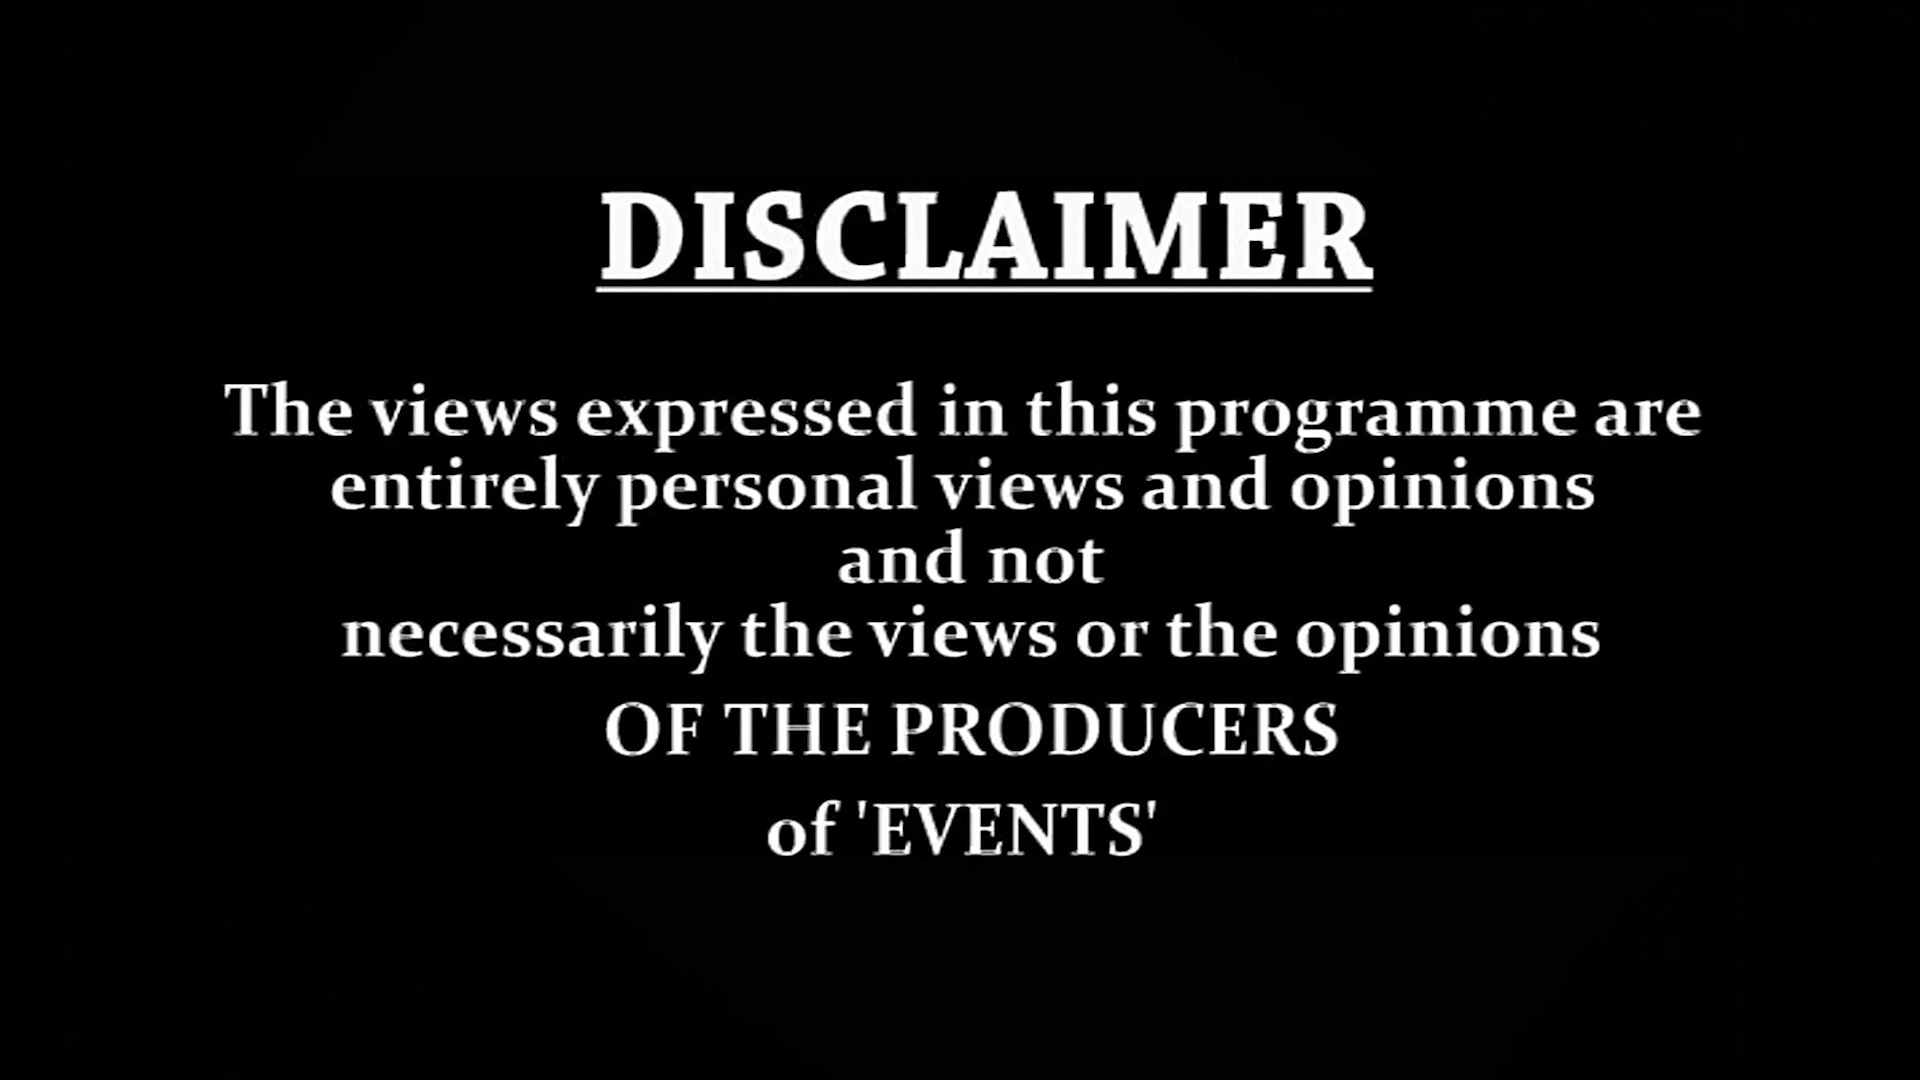 DISCLAIMER
The views expressed in this programme are
entirely personal views and opinions
and not
necessarily the views or the opinions
OF THE PRODUCERS
of 'EVENTS'